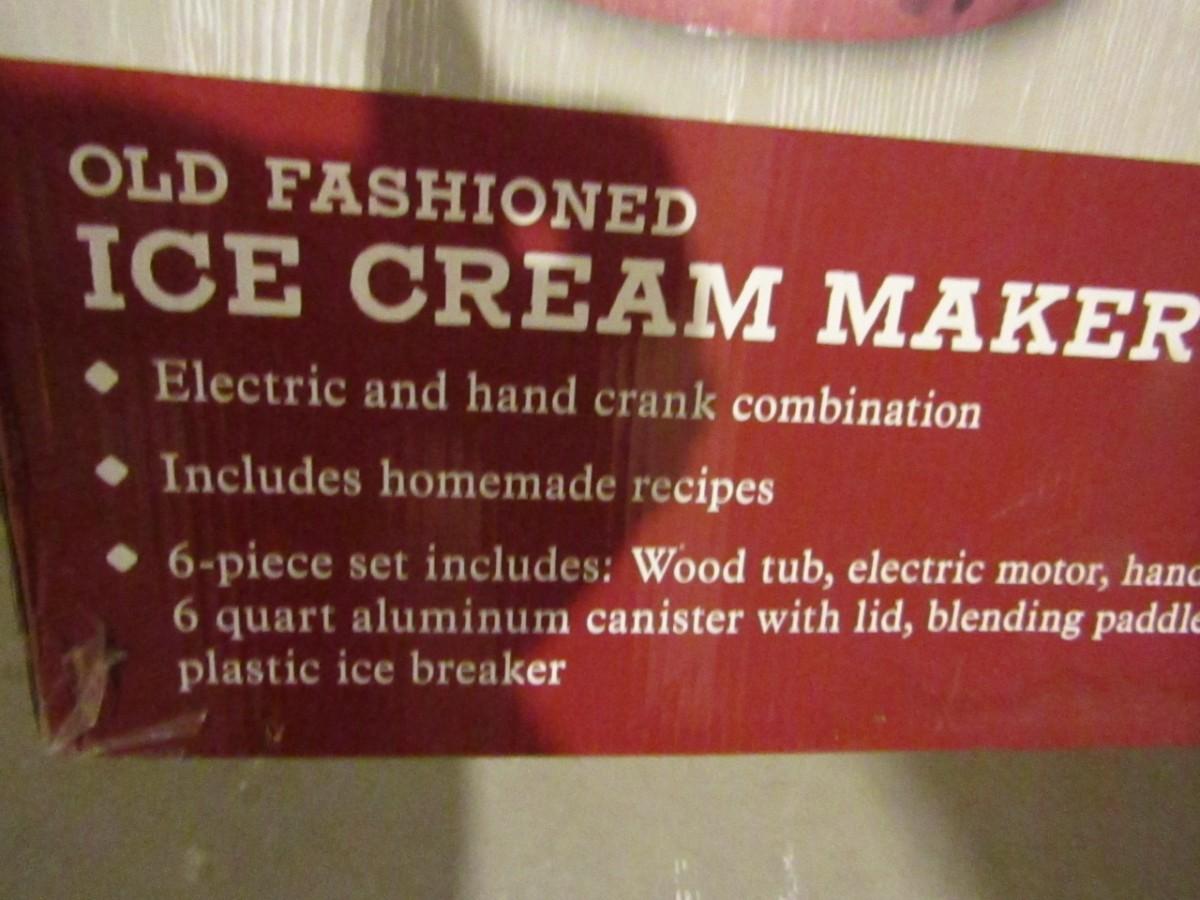 OLD FASHIONED
ICE CREAM MAKER
Electric and hand crank combination
Includes homemade recipes
6-piece set includes: Wood tub, electric motor,
6 quart aluminum canister with lid, blending paddle
plastic ice breaker